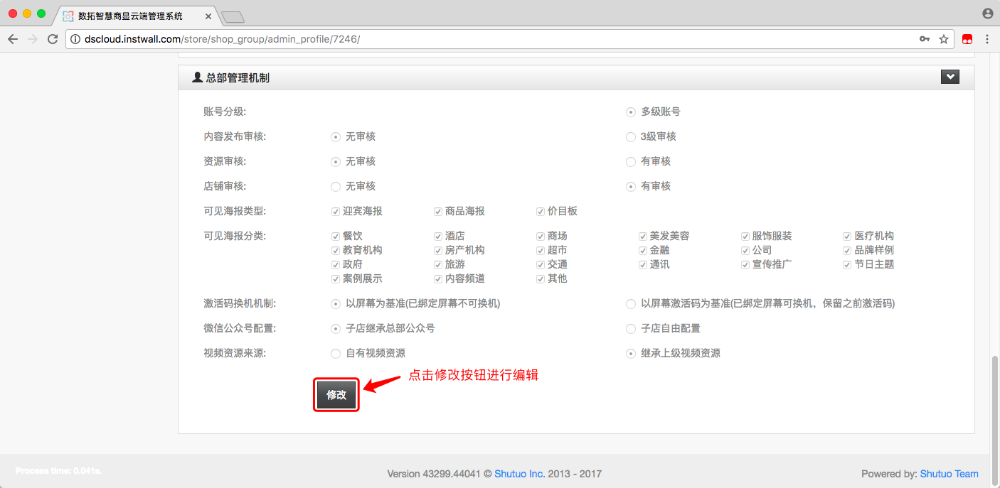 数拓智慧商显云端管理系统
dscloud.instwall.com/store/shop_group/admin_profile/7246/
总部管理机制
账号分级: 多级账号
内容发布审核: 无审核 3级审核
资源审核: 无审核 有审核
店铺审核: 无审核 有审核
可见海报类型: 迎宾海报 商品海报 价目板
可见海报分类: 餐饮 酒店 商场 美发美容 服饰服装 医疗机构
教育机构 房产机构 超市 金融 公司 品牌样例
政府 旅游 交通 通讯 宣传推广 节日主题
案例展示 内容频道 其他
激活码换机机制: 以屏幕为基准(已绑定屏幕不可换机) 以屏幕激活码为基准(已绑定屏幕可换机，保留之前激活码)
微信公众号配置: 子店继承总部公众号 子店自由配置
视频资源来源: 自有视频资源 继承上级视频资源
点击修改按钮进行编辑
修改
Process time: 0.041s.
Version 43299.44041 © Shutuo Inc. 2013 - 2017
Powered by: Shutuo Team